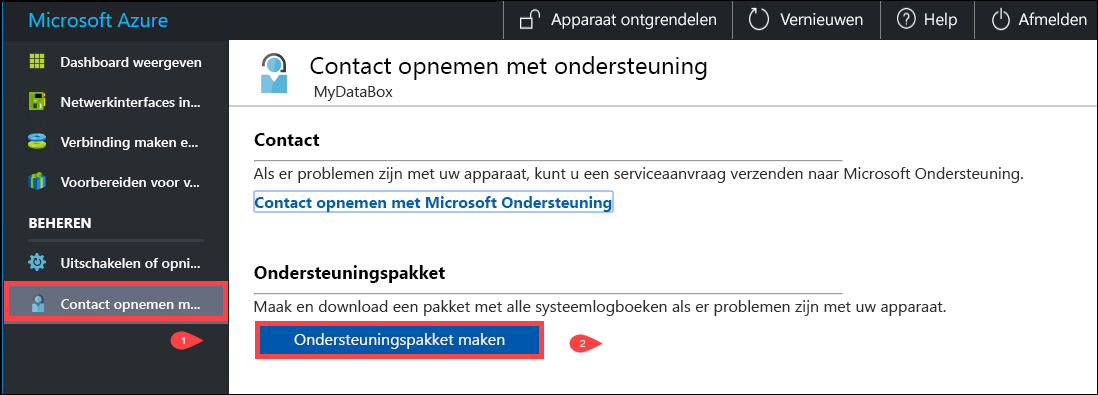 Microsoft Azure
Apparaat ontgrendelen
Vernieuwen
Help
Afmelden
Dashboard weergeven
Netwerkinterfaces in...
Verbinding maken e...
Voorbereiden voor v...
BEHEREN
Uitschakelen of opni...
Contact opnemen m...
1
Contact opnemen met ondersteuning
MyDataBox
Contact
Als er problemen zijn met uw apparaat, kunt u een serviceaanvraag verzenden naar Microsoft Ondersteuning.
Contact opnemen met Microsoft Ondersteuning
Ondersteuningspakket
Maak en download een pakket met alle systeemlogboeken als er problemen zijn met uw apparaat.
Ondersteuningspakket maken
2